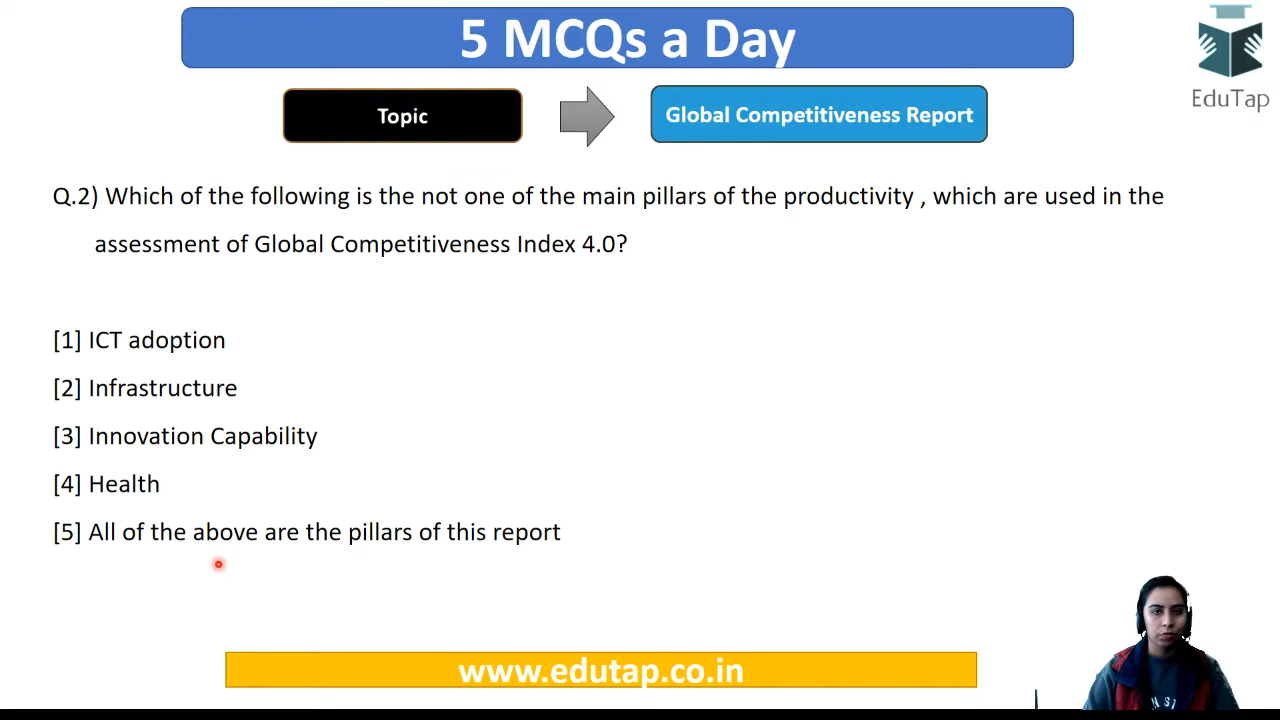 5 MCQs a Day
EduTap
Topic
Global Competitiveness Report
Q.2) Which of the following is the not one of the main pillars of the productivity , which are used in the
assessment of Global Competitiveness Index 4.0?
[1] ICT adoption
[2] Infrastructure
[3] Innovation Capability
[4] Health
[5] All of the above are the pillars of this report
www.edutap.co.in